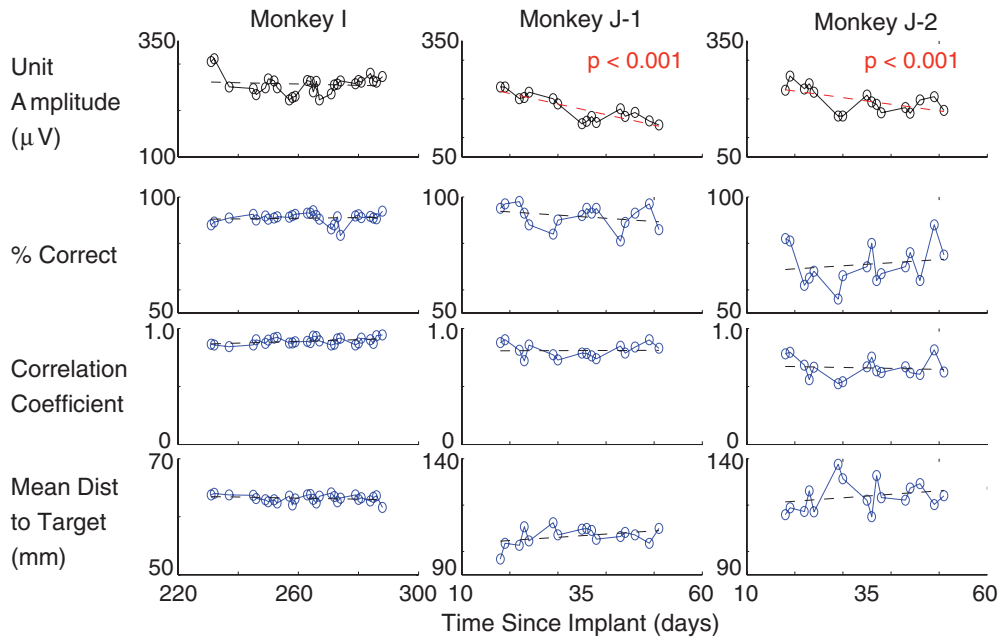 Monkey I Monkey J-1 Monkey J-2
350 350 350
Unit
Amplitude
(μ V)
p < 0.001 p < 0.001
100 50 50
100 100 100
% Correct
50 50 50
1.0 1.0 1.0
Correlation
Coefficient
0 0 0
70 140 140
Mean Dist
to Target
(mm)
50 90 90
220 260 300 10 35 60 10 35 60
Time Since Implant (days)